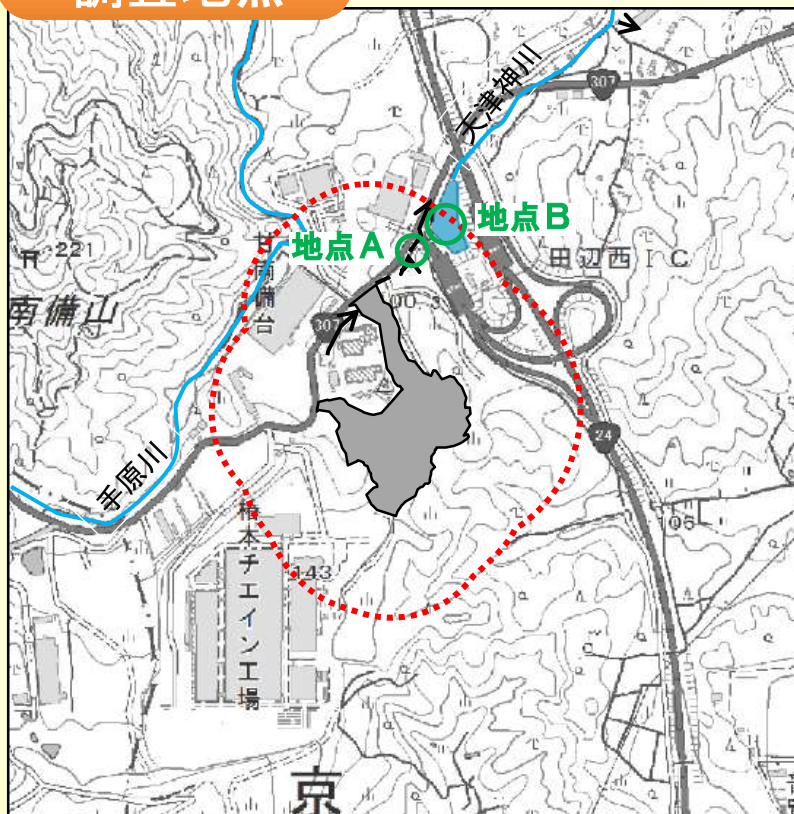 調査地点
天津神川
307
地点B
地点A
田辺西IC
甘南備台
221
南備山
307
24
手原川
106
143
椿本チエイン工場
京